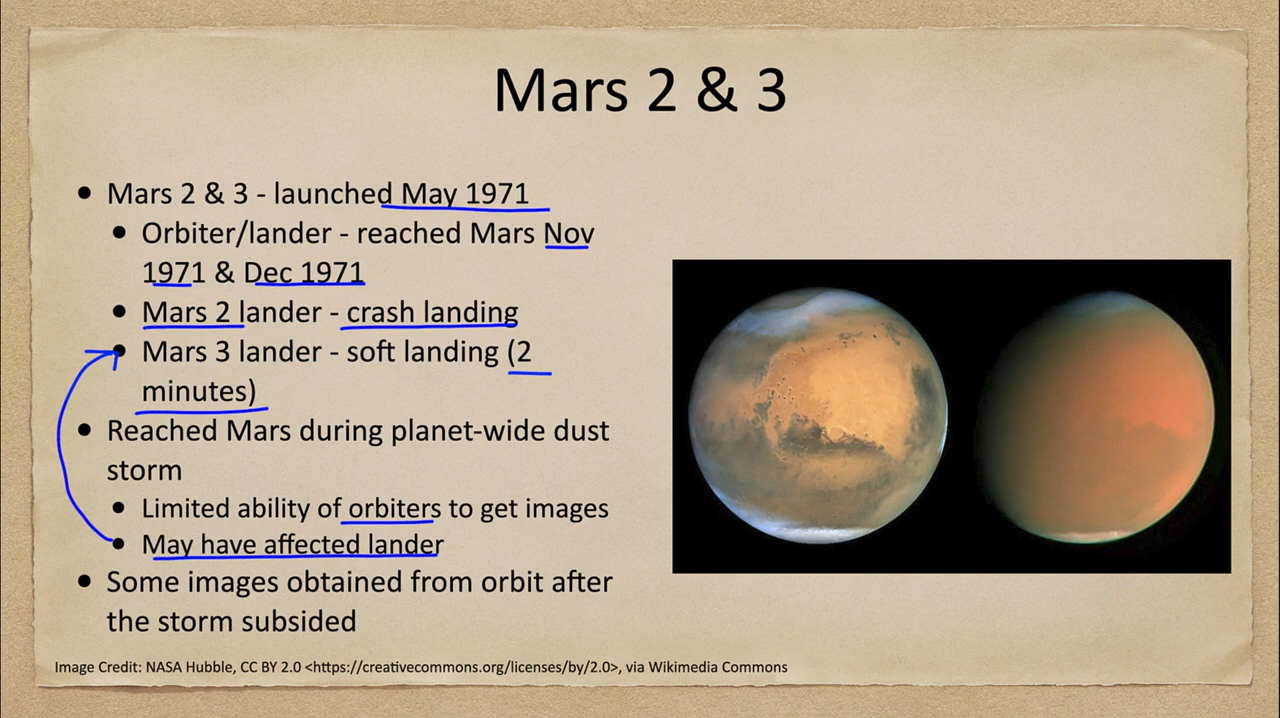 Mars 2 & 3
• Mars 2 & 3 - launched May 1971
• Orbiter/lander - reached Mars Nov
1971 & Dec 1971
• Mars 2 lander - crash landing
• Mars 3 lander - soft landing (2
minutes)
• Reached Mars during planet-wide dust
storm
• Limited ability of orbiters to get images
• May have affected lander
• Some images obtained from orbit after
the storm subsided
Image Credit: NASA Hubble, CC BY 2.0 <https://creativecommons.org/licenses/by/2.0>, via Wikimedia Commons